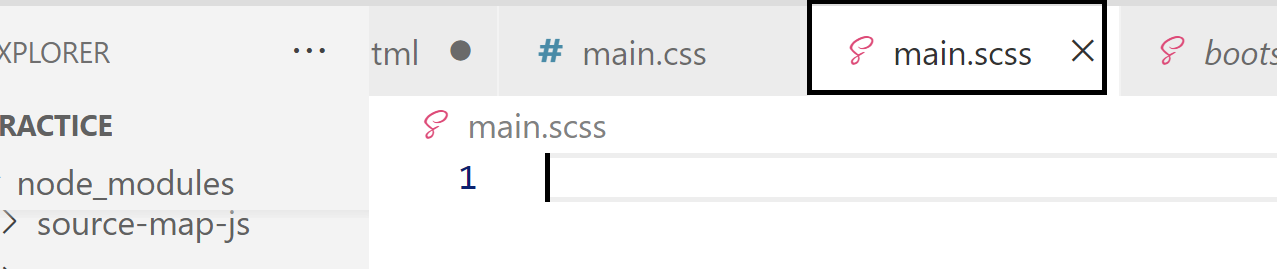 XPLORER ...
tml # main.css main.scss boots
RACTICE
main.scss
1
node_modules
source-map-js